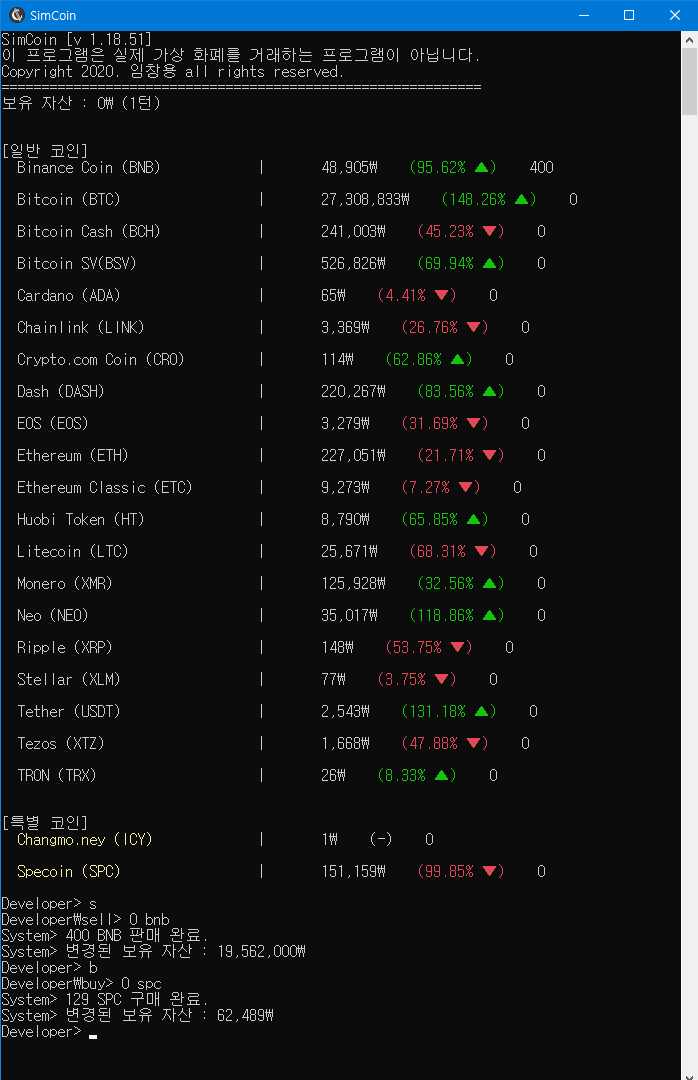 SimCoin
SimCoin [v 1.18.51]
이 프로그램은 실제 가상 화폐를 거래하는 프로그램이 아닙니다.
Copyright 2020. 임창용 all rights reserved.
============================================================
보유 자산 : 0₩ (1턴)
[일반 코인]
Binance Coin (BNB) | 48,905₩ (95.62% ▲) 400
Bitcoin (BTC) | 27,308,833₩ (148.26% ▲) 0
Bitcoin Cash (BCH) | 241,003₩ (45.23% ▼) 0
Bitcoin SV(BSV) | 526,826₩ (69.94% ▲) 0
Cardano (ADA) | 65₩ (4.41% ▼) 0
Chainlink (LINK) | 3,369₩ (26.76% ▼) 0
Crypto.com Coin (CRO) | 114₩ (62.86% ▲) 0
Dash (DASH) | 220,267₩ (83.56% ▲) 0
EOS (EOS) | 3,279₩ (31.69% ▼) 0
Ethereum (ETH) | 227,051₩ (21.71% ▼) 0
Ethereum Classic (ETC) | 9,273₩ (7.27% ▼) 0
Huobi Token (HT) | 8,790₩ (65.85% ▲) 0
Litecoin (LTC) | 25,671₩ (68.31% ▼) 0
Monero (XMR) | 125,928₩ (32.56% ▲) 0
Neo (NEO) | 35,017₩ (118.86% ▲) 0
Ripple (XRP) | 148₩ (53.75% ▼) 0
Stellar (XLM) | 77₩ (3.75% ▼) 0
Tether (USDT) | 2,543₩ (131.18% ▲) 0
Tezos (XTZ) | 1,668₩ (47.88% ▼) 0
TRON (TRX) | 26₩ (8.33% ▲) 0
[특별 코인]
Changmo.ney (ICY) | 1₩ (-) 0
Specoin (SPC) | 151,159₩ (99.85% ▼) 0
Developer> s
Developer₩sell> 0 bnb
System> 400 BNB 판매 완료.
System> 변경된 보유 자산 : 19,562,000₩
Developer> b
Developer₩buy> 0 spc
System> 129 SPC 구매 완료.
System> 변경된 보유 자산 : 62,489₩
Developer>